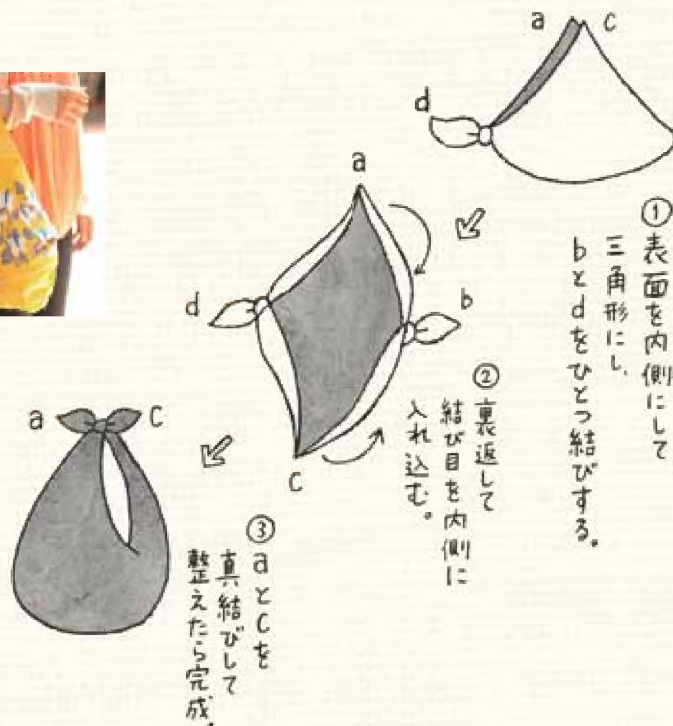 a c
d
①表面を内側にして
三角形にし、
bとdをひとつ結びする。
a
d b
c
②裏返して
結び目を内側に
入れ込む。
a c
③aとcを
真結びして
整えたら完成。